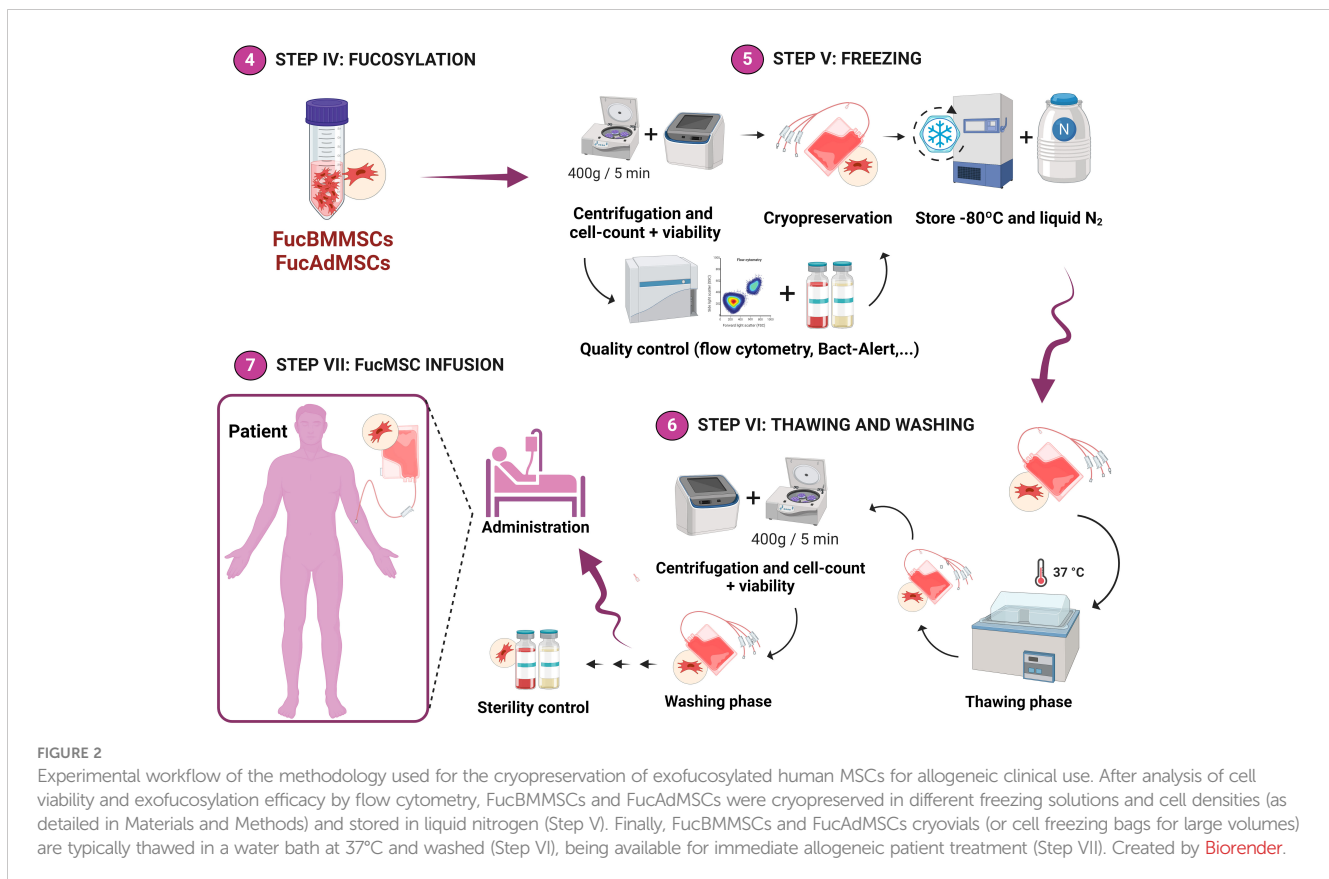 4 STEP IV: FUCOSYLATION
FucBMMSCs
FucAdMSCs
400g / 5 min
Centrifugation and
cell-count + viability
5 STEP V: FREEZING
Cryopreservation
N
Store -80ºC and liquid N₂
Flow cytometry
Quality control (flow cytometry, Bact-Alert,...)
6 STEP VI: THAWING AND WASHING
400g / 5 min
Centrifugation and cell-count
+ viability
37 °C
Thawing phase
Washing phase
Sterility control
7 STEP VII: FucMSC INFUSION
Patient
Administration
FIGURE 2
Experimental workflow of the methodology used for the cryopreservation of exofucosylated human MSCs for allogeneic clinical use. After analysis of cell
viability and exofucosylation efficacy by flow cytometry, FucBMMSCs and FucAdMSCs were cryopreserved in different freezing solutions and cell densities (as
detailed in Materials and Methods) and stored in liquid nitrogen (Step V). Finally, FucBMMSCs and FucAdMSCs cryovials (or cell freezing bags for large volumes)
are typically thawed in a water bath at 37°C and washed (Step VI), being available for immediate allogeneic patient treatment (Step VII). Created by Biorender.